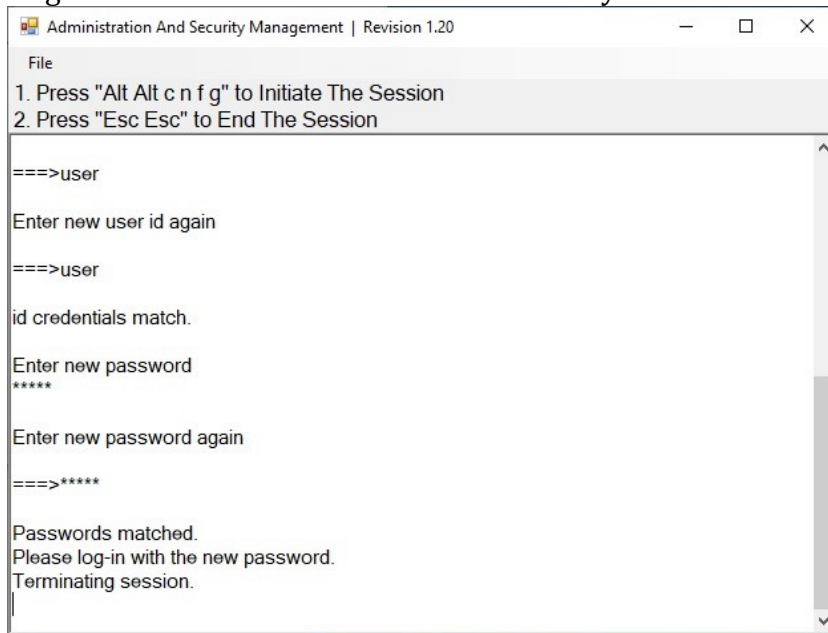 Administration And Security Management | Revision 1.20
File
1. Press "Alt Alt c n f g" to Initiate The Session
2. Press "Esc Esc" to End The Session
===>user
Enter new user id again
===>user
id credentials match.
Enter new password
*****
Enter new password again
===>*****
Passwords matched.
Please log-in with the new password.
Terminating session.